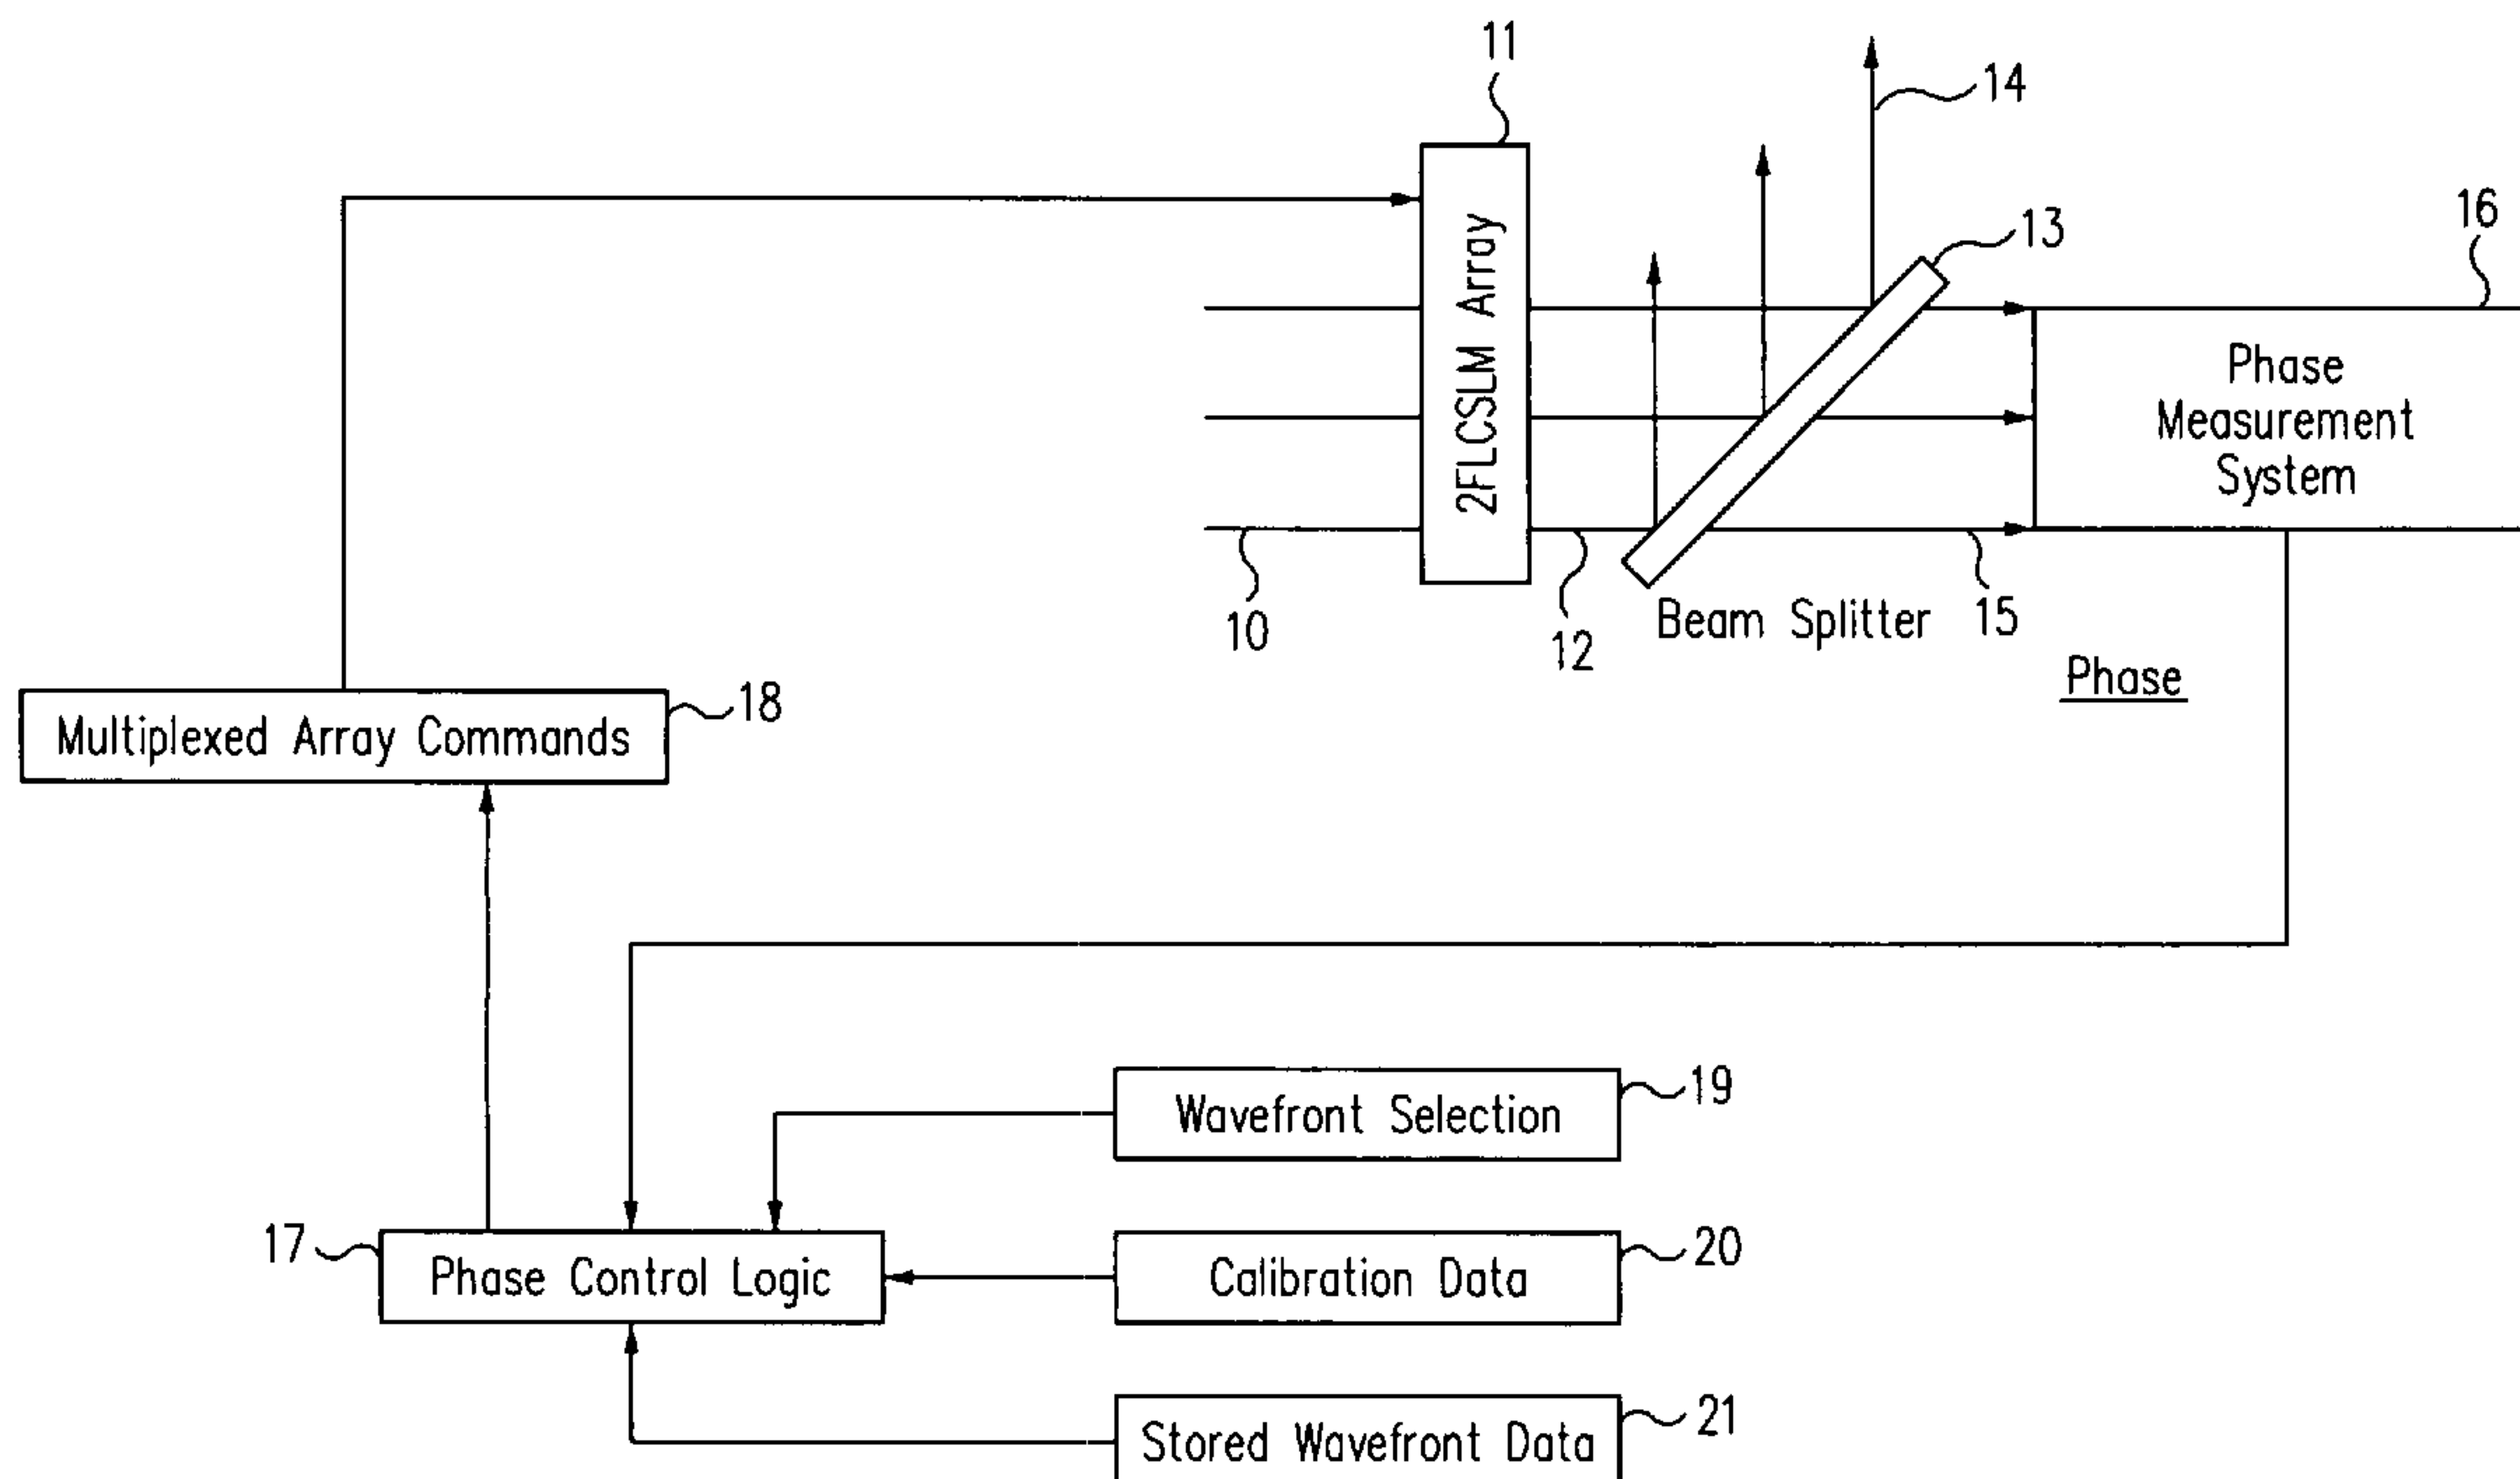 11
14
13
16
2FLCSLM Array
Phase
Measurement
System
10
12
Beam Splitter
15
Phase
18
Multiplexed Array Commands
19
Wavefront Selection
17
Phase Control Logic
20
Calibration Data
21
Stored Wavefront Data